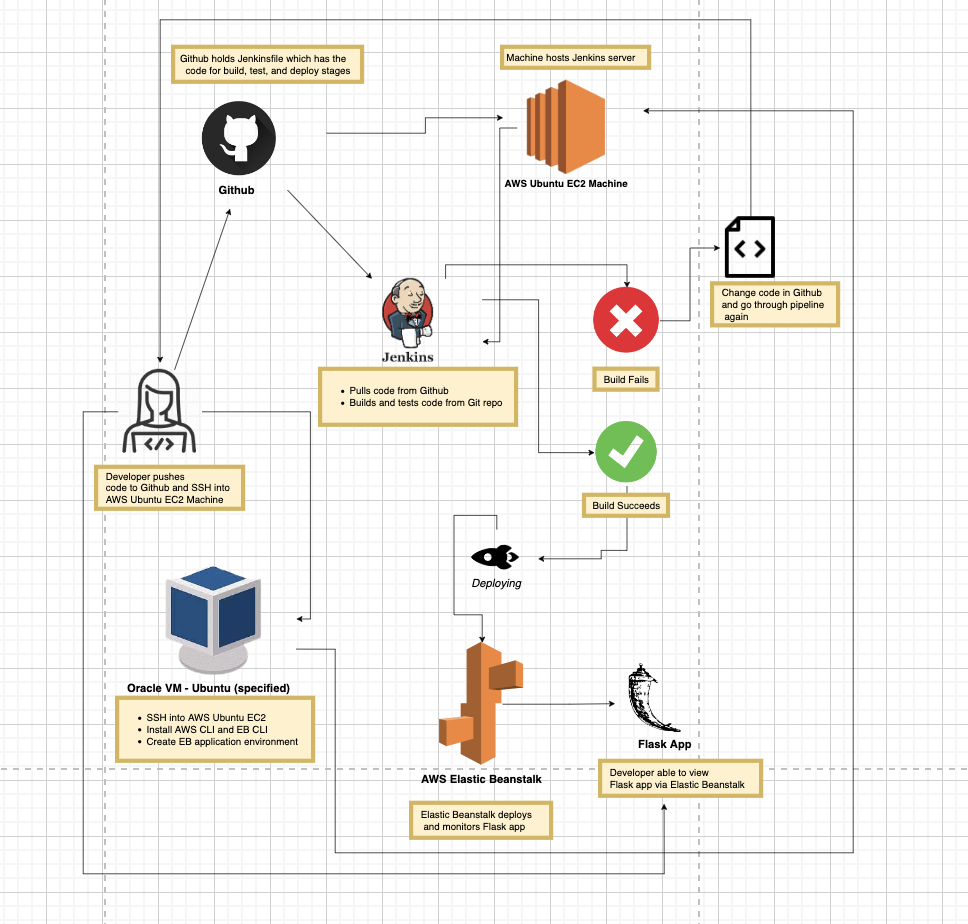 Github holds Jenkinsfile which has the
code for build, test, and deploy stages
Machine hosts Jenkins server
Github
AWS Ubuntu EC2 Machine
Change code in Github
and go through pipeline
again
Jenkins
• Pulls code from Github
• Builds and tests code from Git repo
Build Fails
</>
Developer pushes
code to Github and SSH into
AWS Ubuntu EC2 Machine
Build Succeeds
Deploying
Oracle VM - Ubuntu (specified)
• SSH into AWS Ubuntu EC2
• Install AWS CLI and EB CLI
• Create EB application environment
AWS Elastic Beanstalk
Flask App
Developer able to view
Flask app via Elastic Beanstalk
Elastic Beanstalk deploys
and monitors Flask app